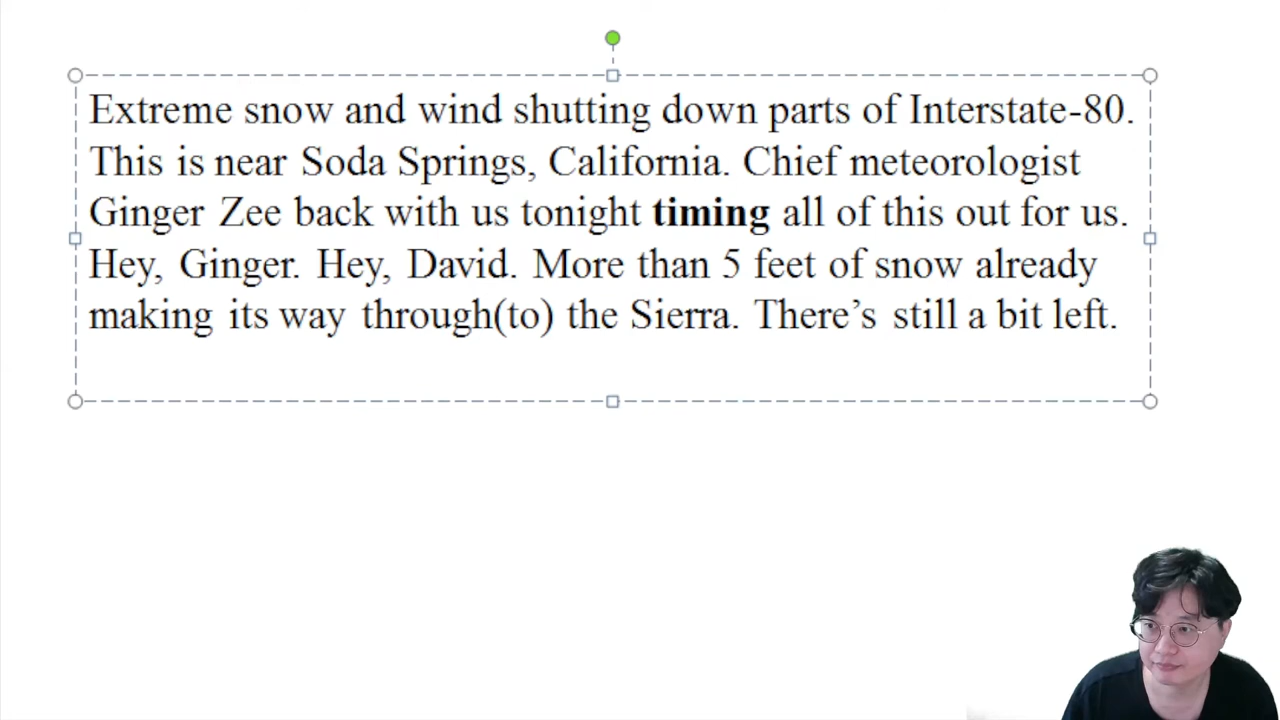 Extreme snow and wind shutting down parts of Interstate-80.
This is near Soda Springs, California. Chief meteorologist
Ginger Zee back with us tonight timing all of this out for us.
Hey, Ginger. Hey, David. More than 5 feet of snow already
making its way through(to) the Sierra. There’s still a bit left.